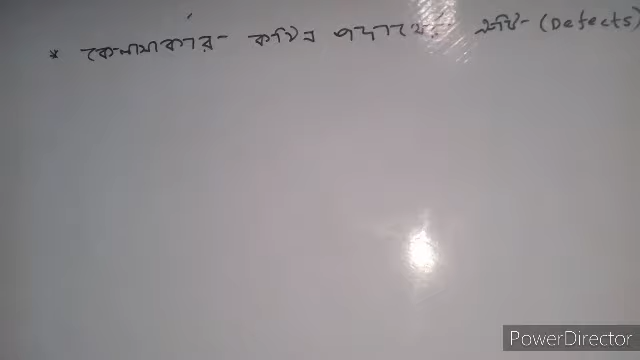 * কেলাসাকার কঠিন পদার্থের ত্রুটি- (Defects)
PowerDirector